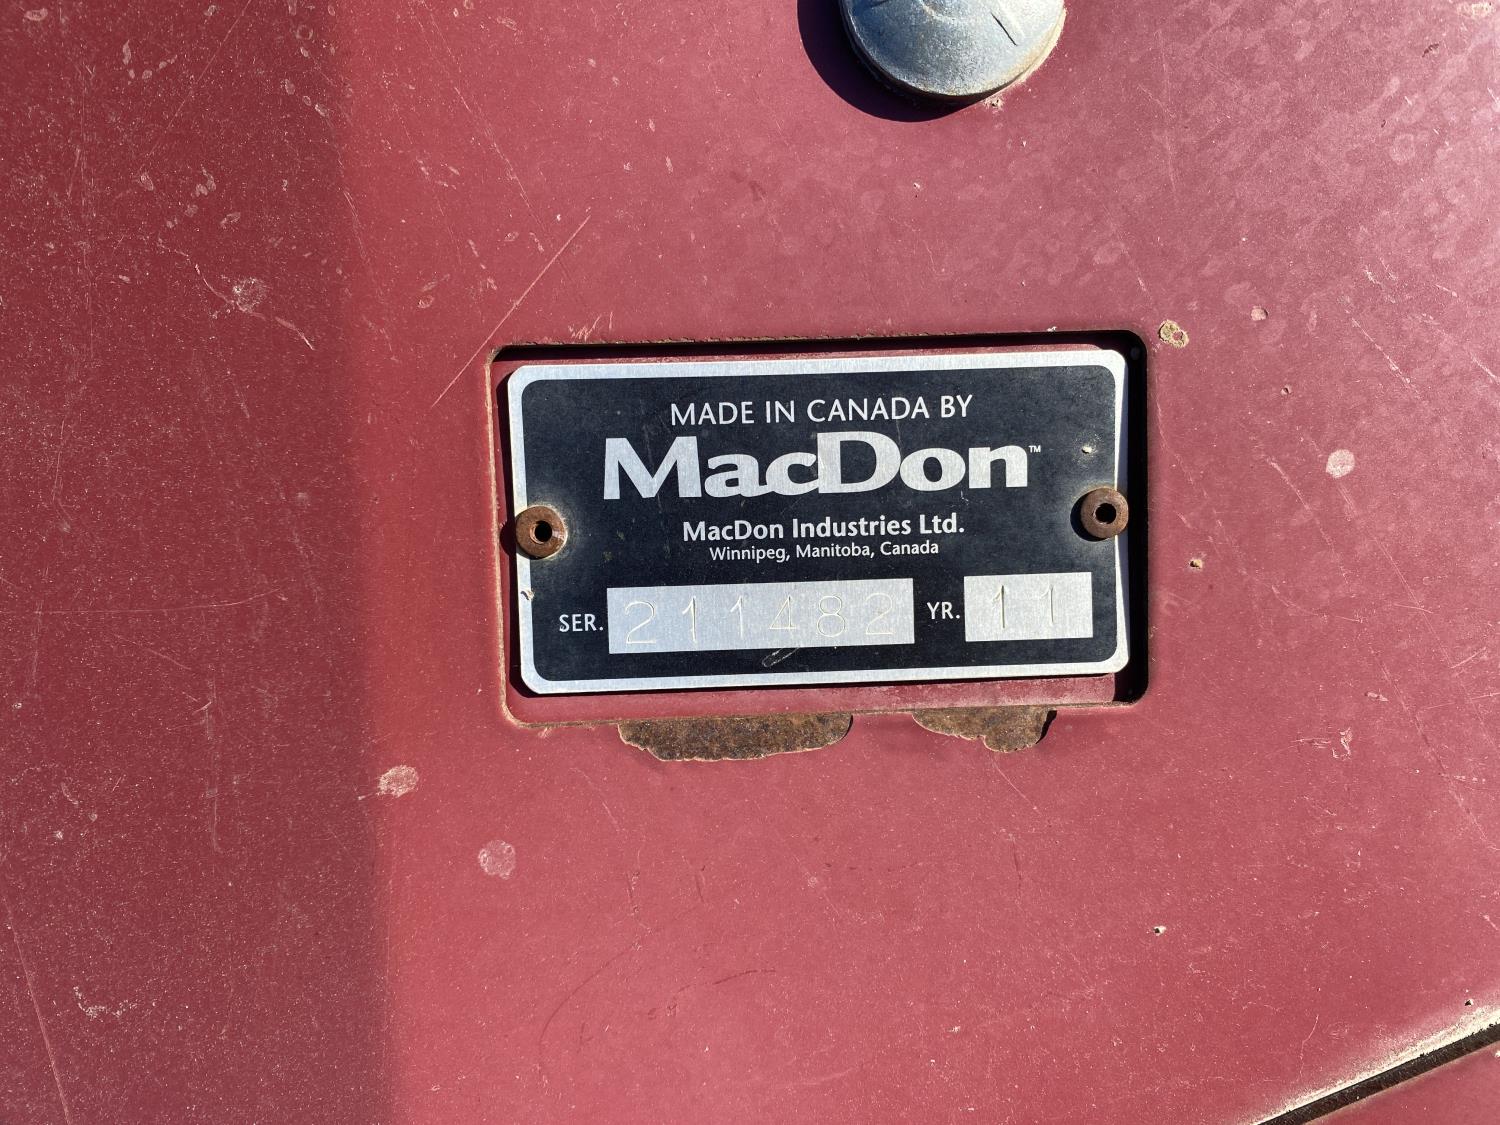 MADE IN CANADA BY
MacDon™
MacDon Industries Ltd.
Winnipeg, Manitoba, Canada
SER. 211482 YR. 11